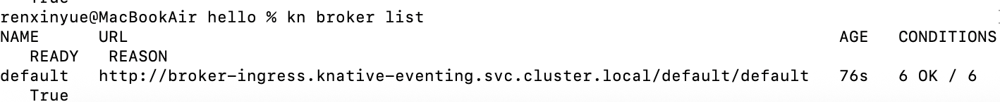 True
renxinyue@MacBookAir hello % kn broker list
NAME      URL                                                                        AGE   CONDITIONS
   READY   REASON
default   http://broker-ingress.knative-eventing.svc.cluster.local/default/default   76s   6 OK / 6
   True